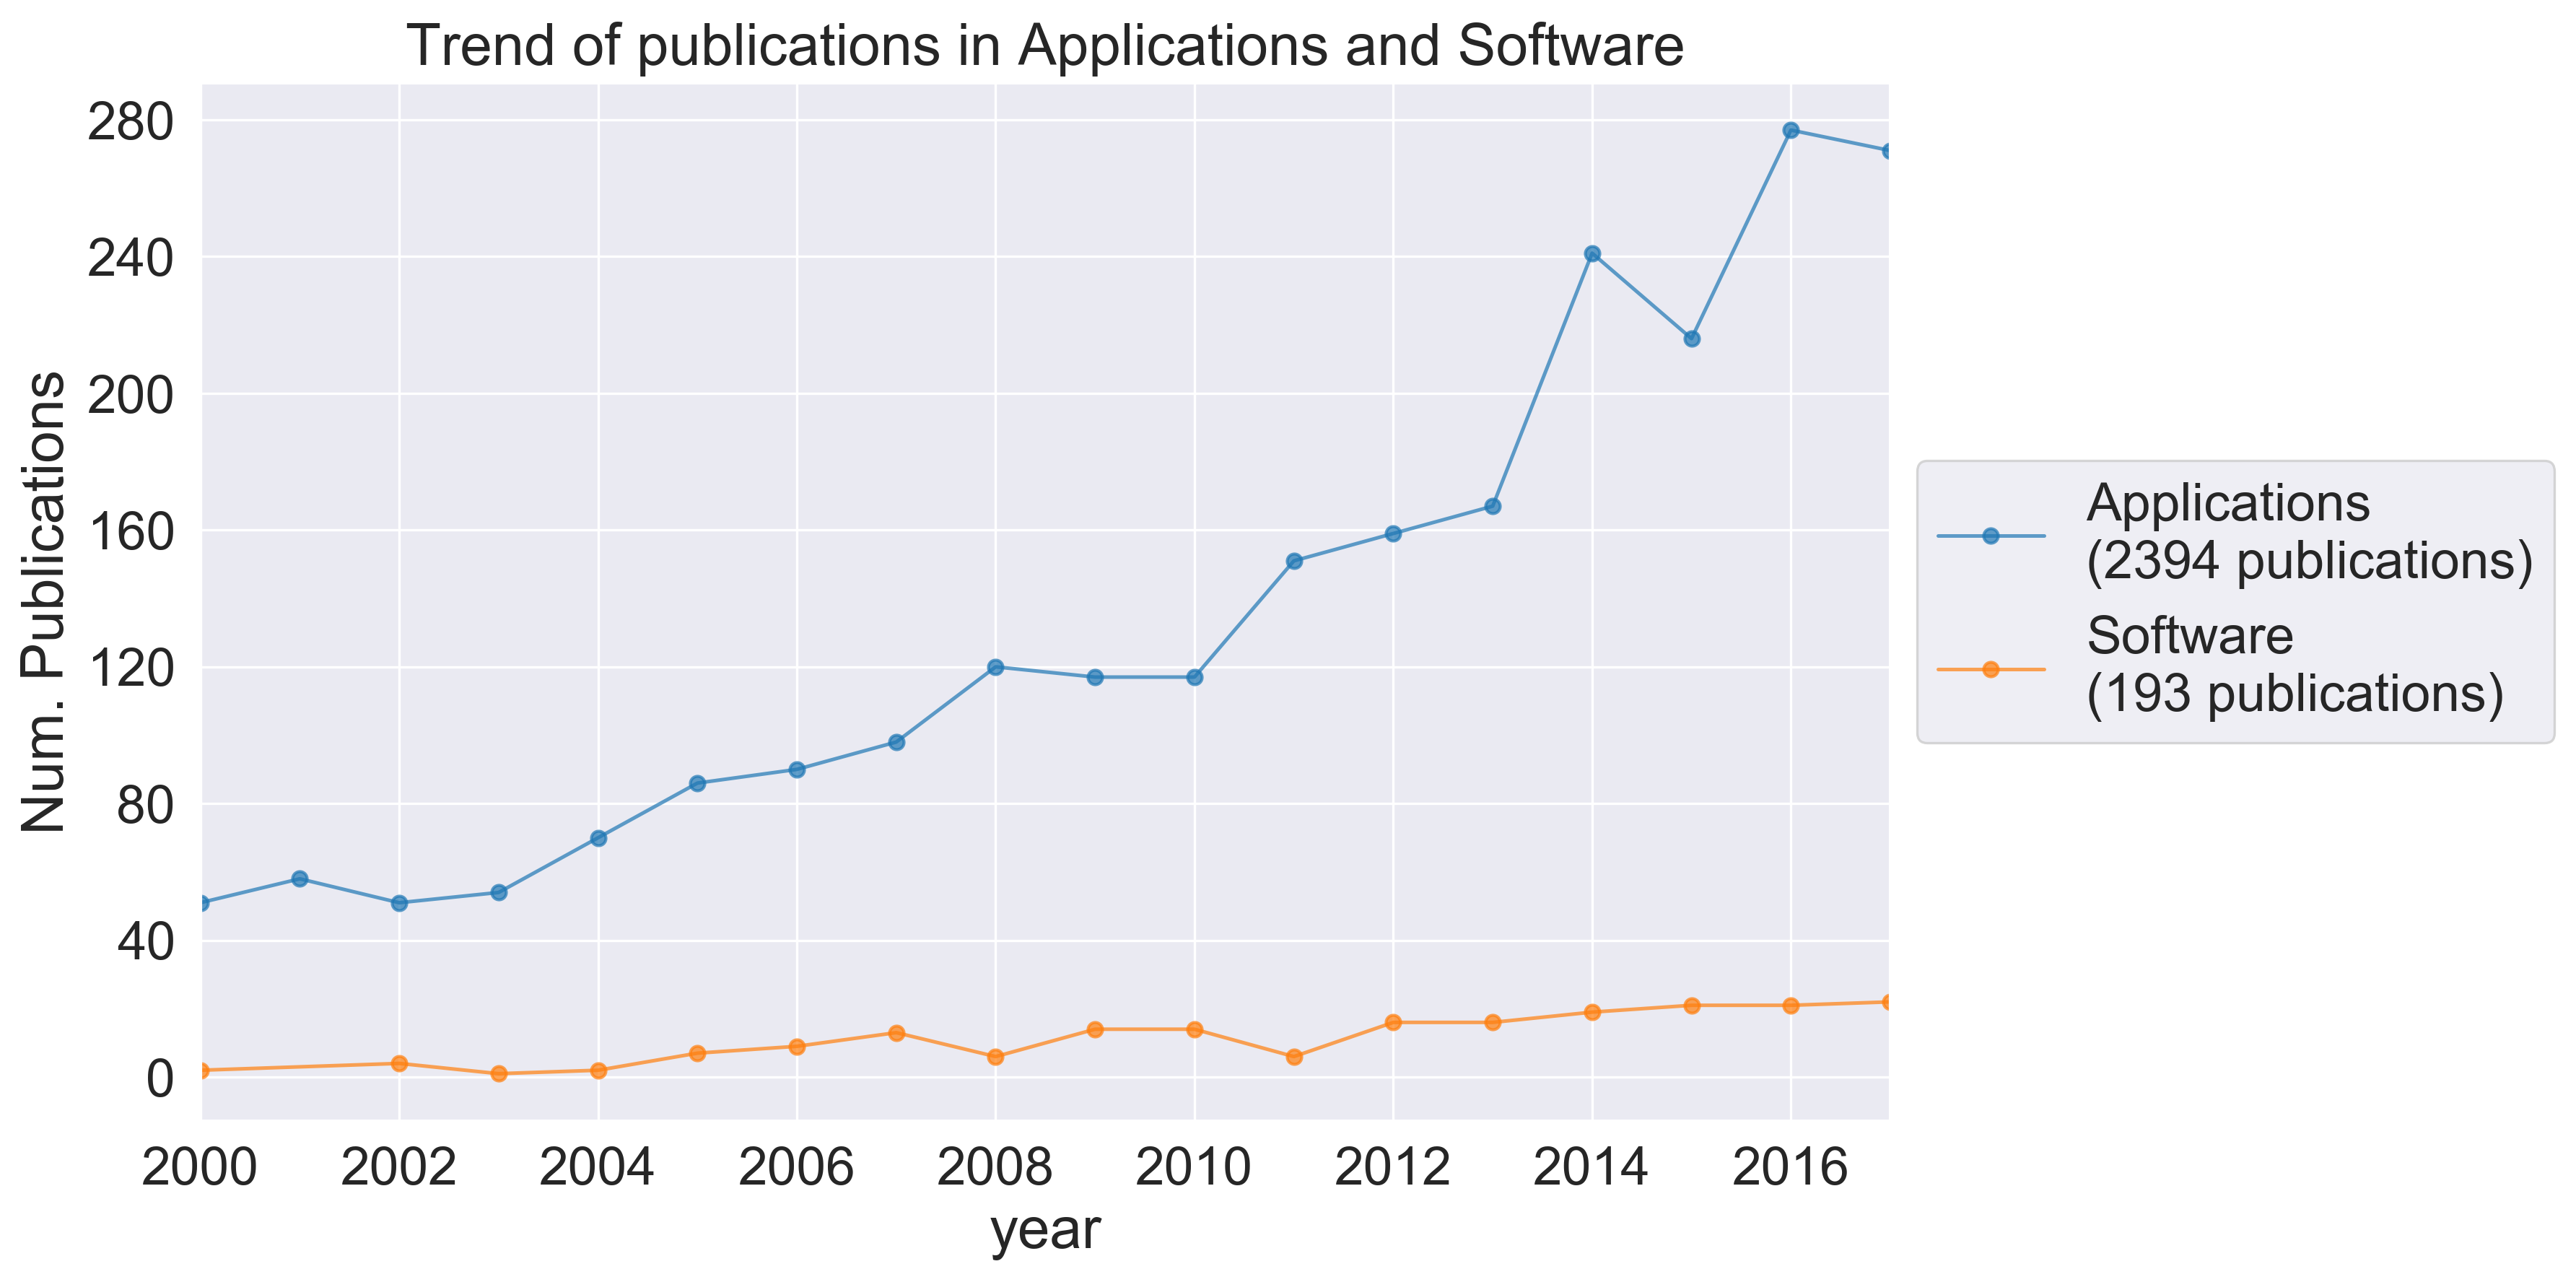 Trend of publications in Applications and Software
Num. Publications
280
240
200
160
120
80
40
0
2000 2002 2004 2006 2008 2010 2012 2014 2016
year
Applications
(2394 publications)
Software
(193 publications)